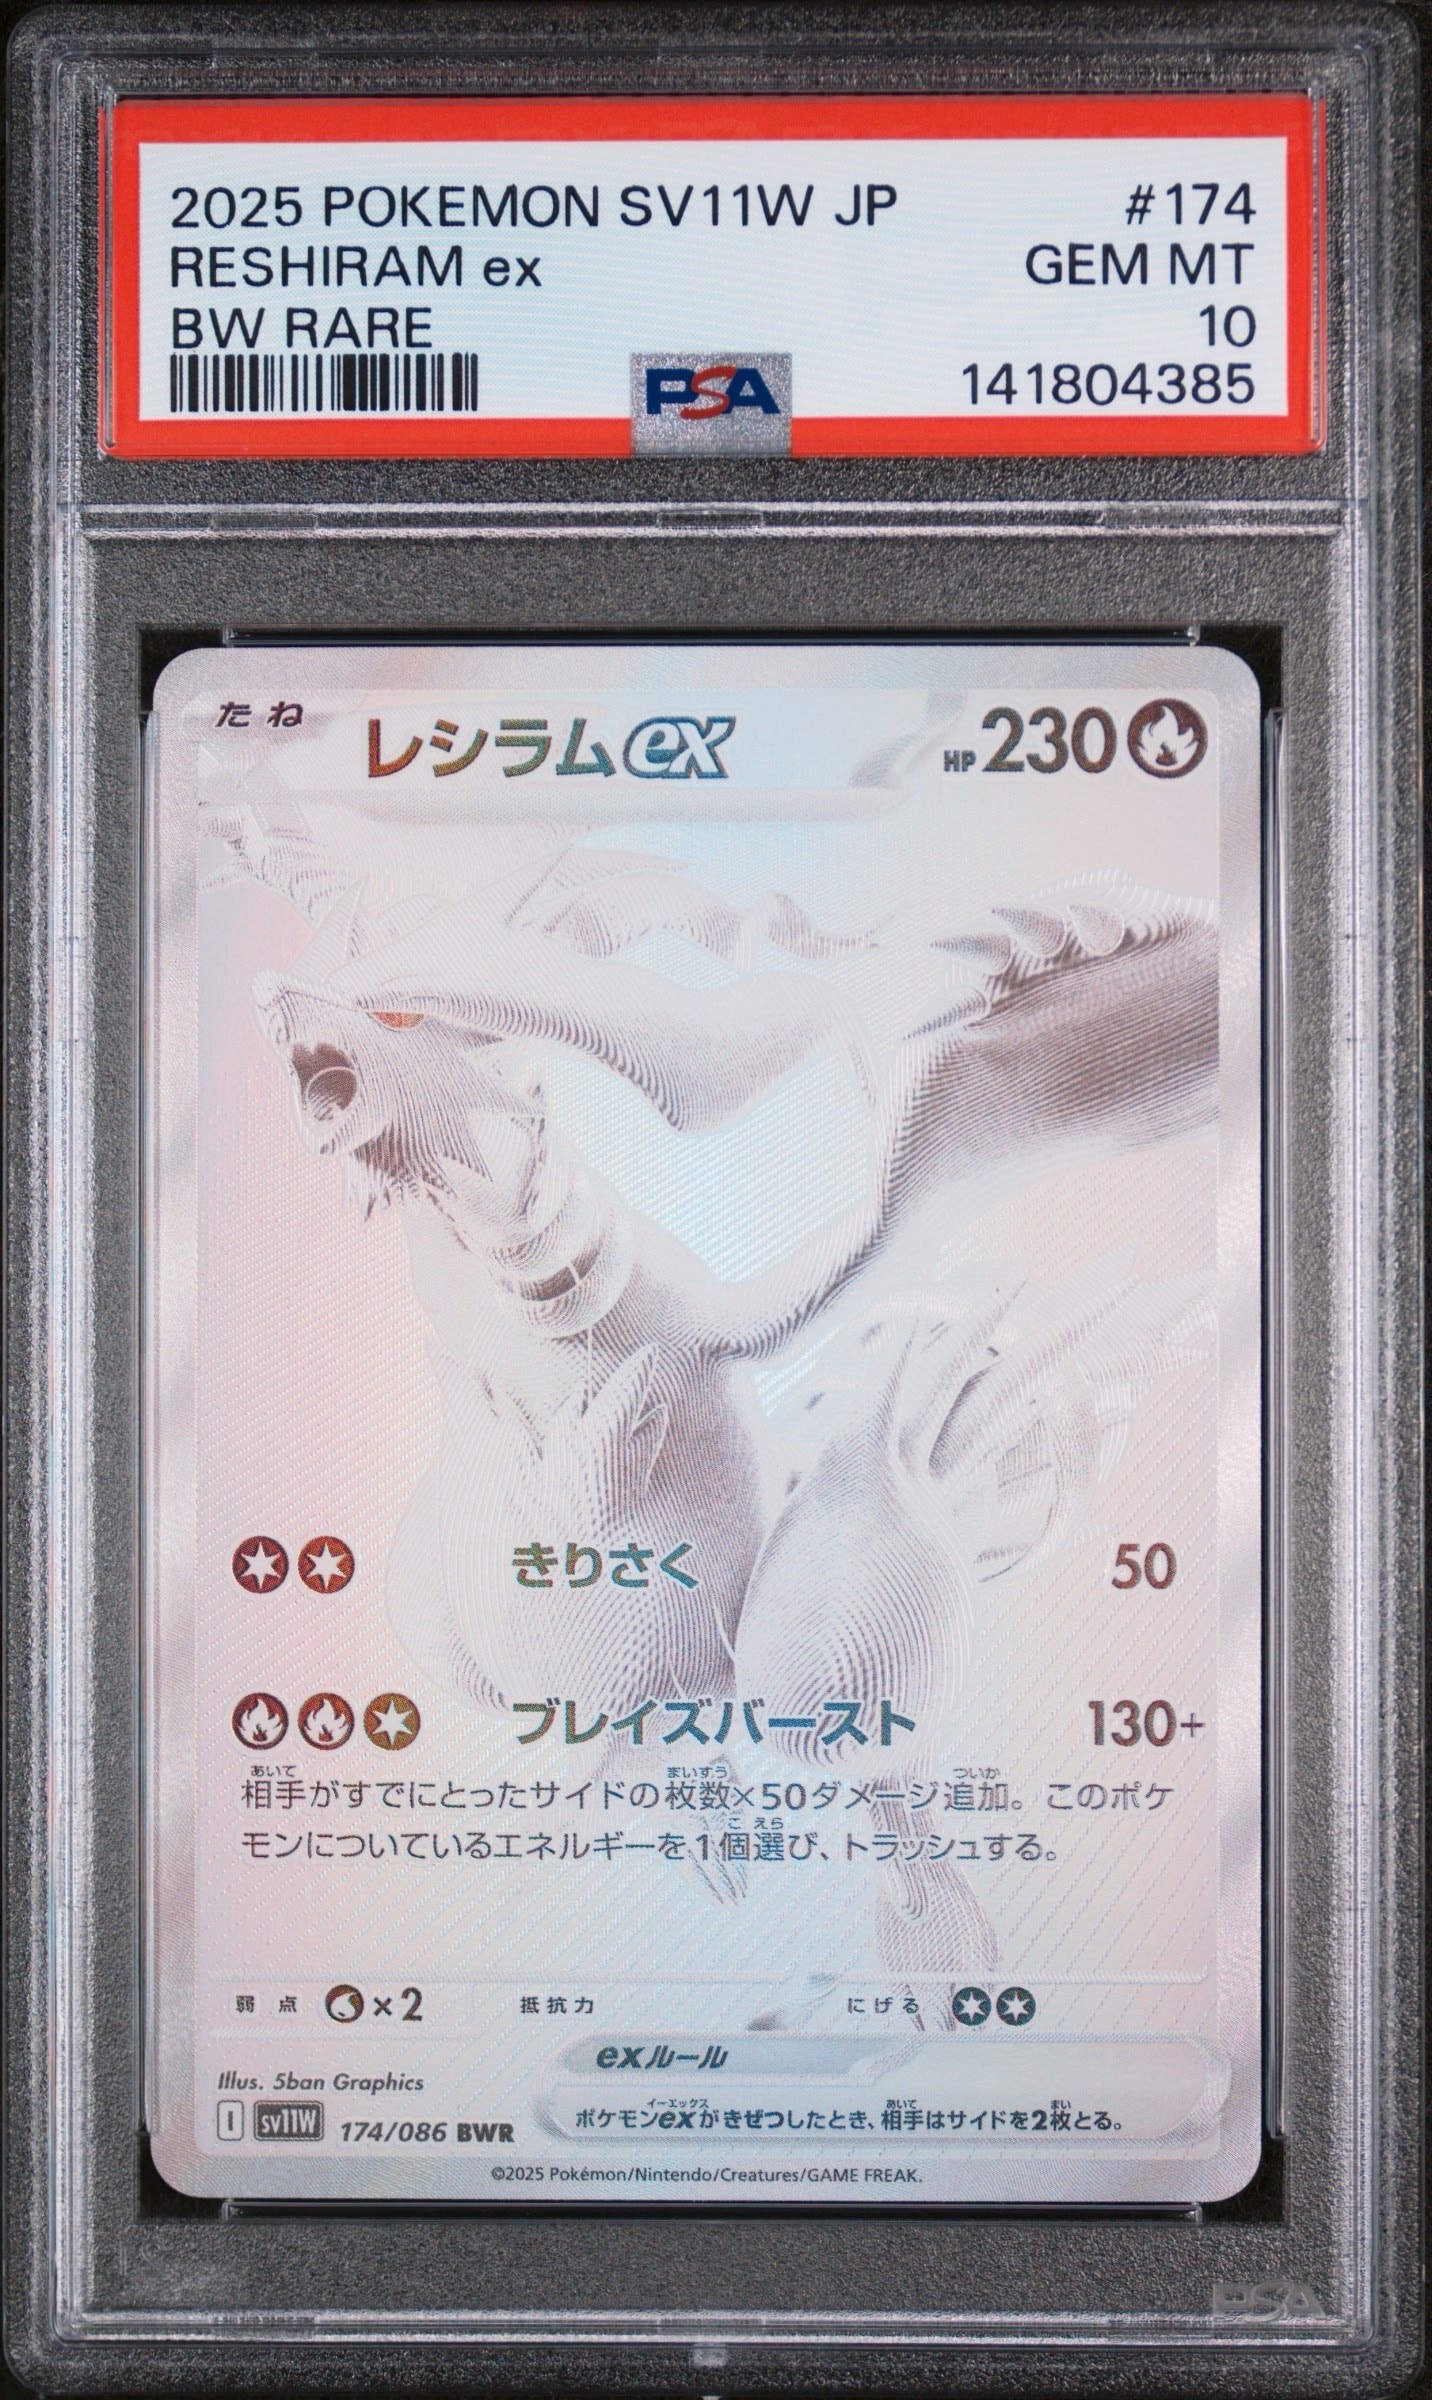 2025 POKEMON SV11W JP #174
RESHIRAM ex GEM MT
BW RARE 10
PSA 141804385
たね レシラムex HP230
きりさく 50
ブレイズバースト 130+
相手がすでにとったサイドの枚数×50ダメージ追加。このポケ
モンについているエネルギーを1個選び、トラッシュする。
弱点 ×2 抵抗力 にげる
exルール
ポケモンexがきぜつしたとき、相手はサイドを2枚とる。
Illus. 5ban Graphics
I sv11W 174/086 BWR
©2025 Pokémon/Nintendo/Creatures/GAME FREAK.
PSA